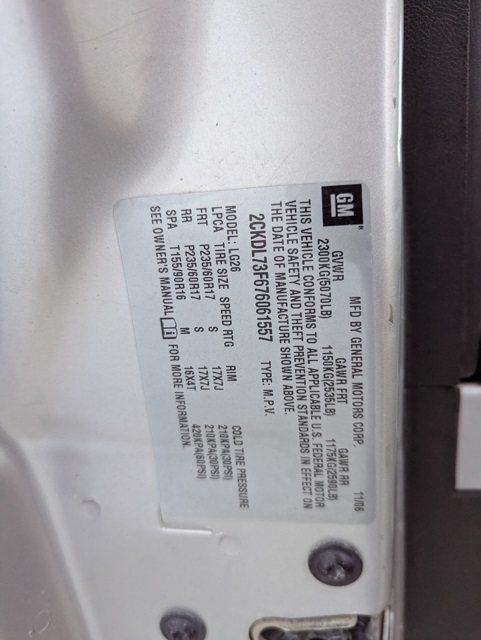 GM MFD BY GENERAL MOTORS CORP. 11/06
GVWR GAWR FRT GAWR RR
2300KG(5070LB) 1150KG(2535LB) 1175KG(2590LB)
THIS VEHICLE CONFORMS TO ALL APPLICABLE U.S. FEDERAL MOTOR
VEHICLE SAFETY AND THEFT PREVENTION STANDARDS IN EFFECT ON
THE DATE OF MANUFACTURE SHOWN ABOVE.
2CKDL73F676061557 TYPE: M.P.V.
MODEL: LG26
LPCA TIRE SIZE SPEED RTG RIM COLD TIRE PRESSURE
FRT P235/60R17 S 17X7J 210KPA(30PSI)
RR P235/60R17 S 17X7J 210KPA(30PSI)
SPA T155/90R16 M 16X4T 420KPA(60PSI)
SEE OWNER'S MANUAL i FOR MORE INFORMATION.